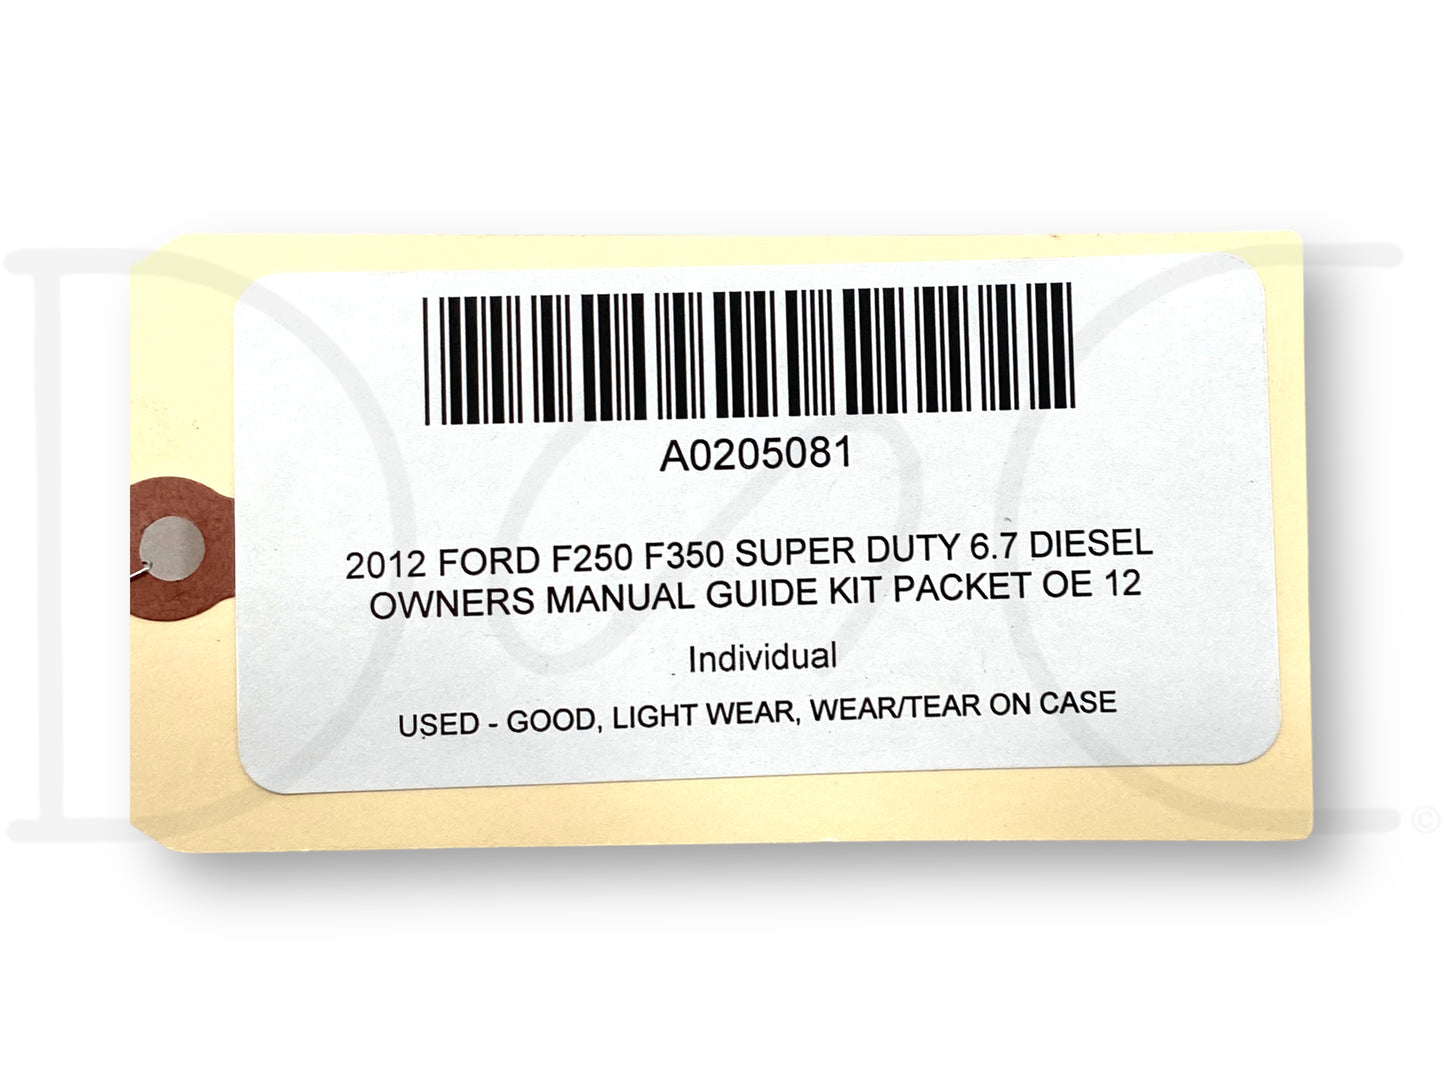 A0205081
2012 FORD F250 F350 SUPER DUTY 6.7 DIESEL
OWNERS MANUAL GUIDE KIT PACKET OE 12
Individual
USED - GOOD, LIGHT WEAR, WEAR/TEAR ON CASE
©